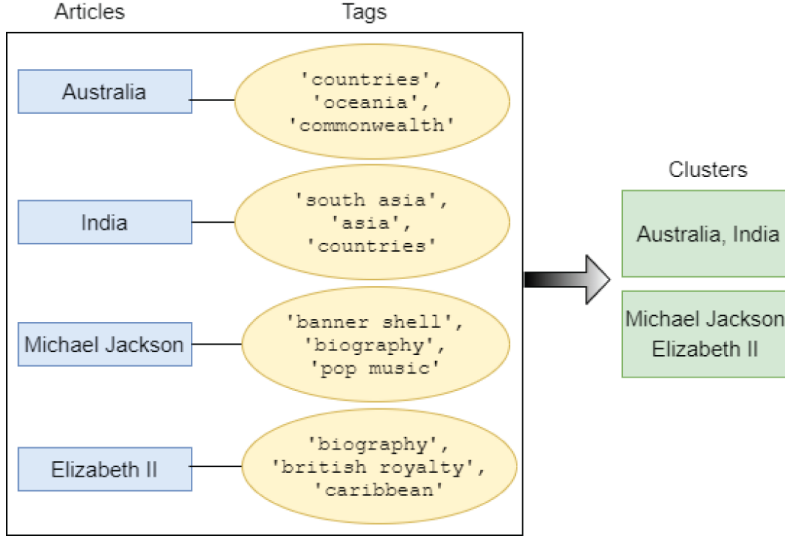 Articles
Tags
Australia
'countries',
'oceania',
'commonwealth'
India
'south asia',
'asia',
'countries'
Michael Jackson
'banner shell',
'biography',
'pop music'
Elizabeth II
'biography',
'british royalty',
'caribbean'
Clusters
Australia, India
Michael Jackson
Elizabeth II